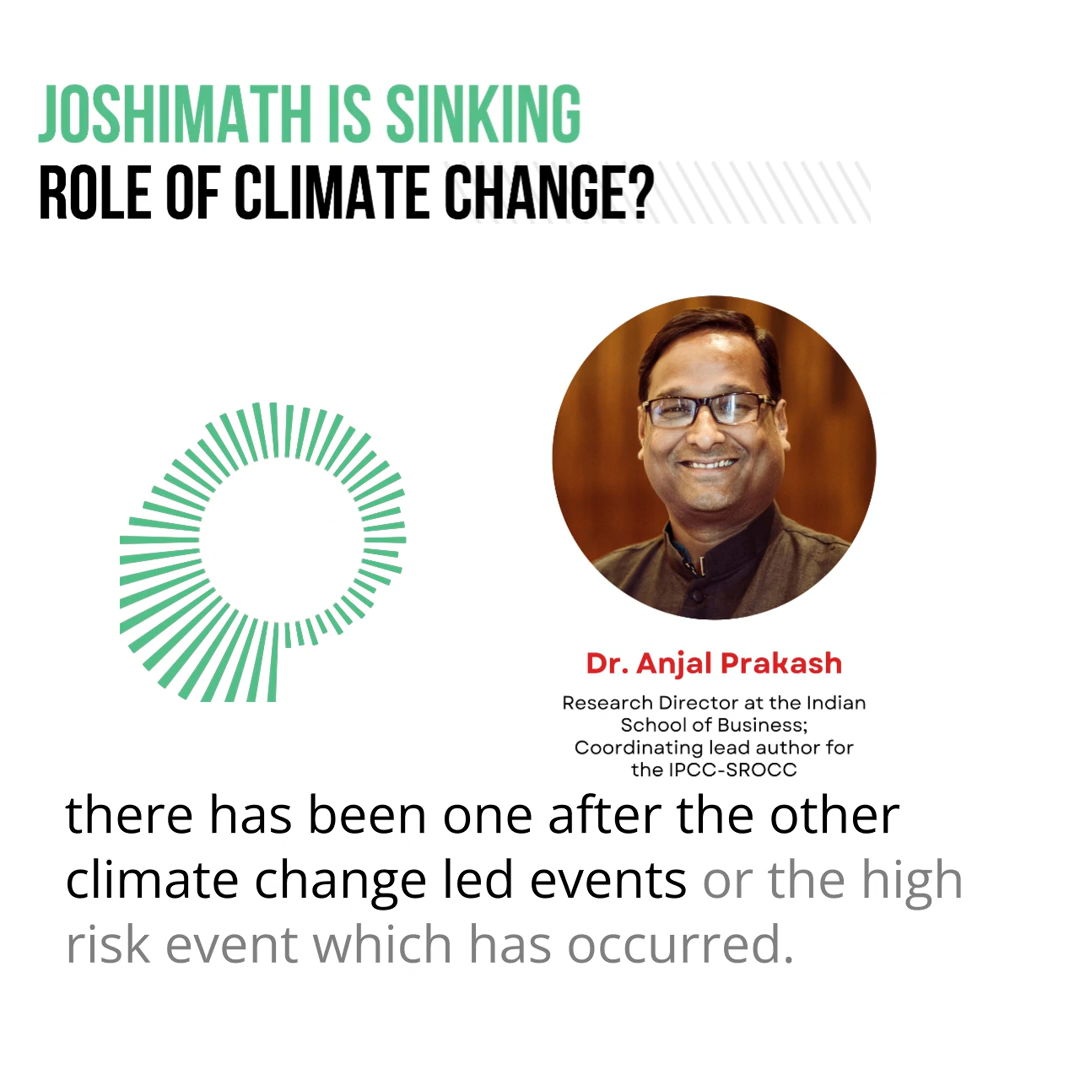 JOSHIMATH IS SINKING
ROLE OF CLIMATE CHANGE?
Dr. Anjal Prakash
Research Director at the Indian
School of Business;
Coordinating lead author for
the IPCC-SROCC
there has been one after the other
climate change led events or the high
risk event which has occurred.